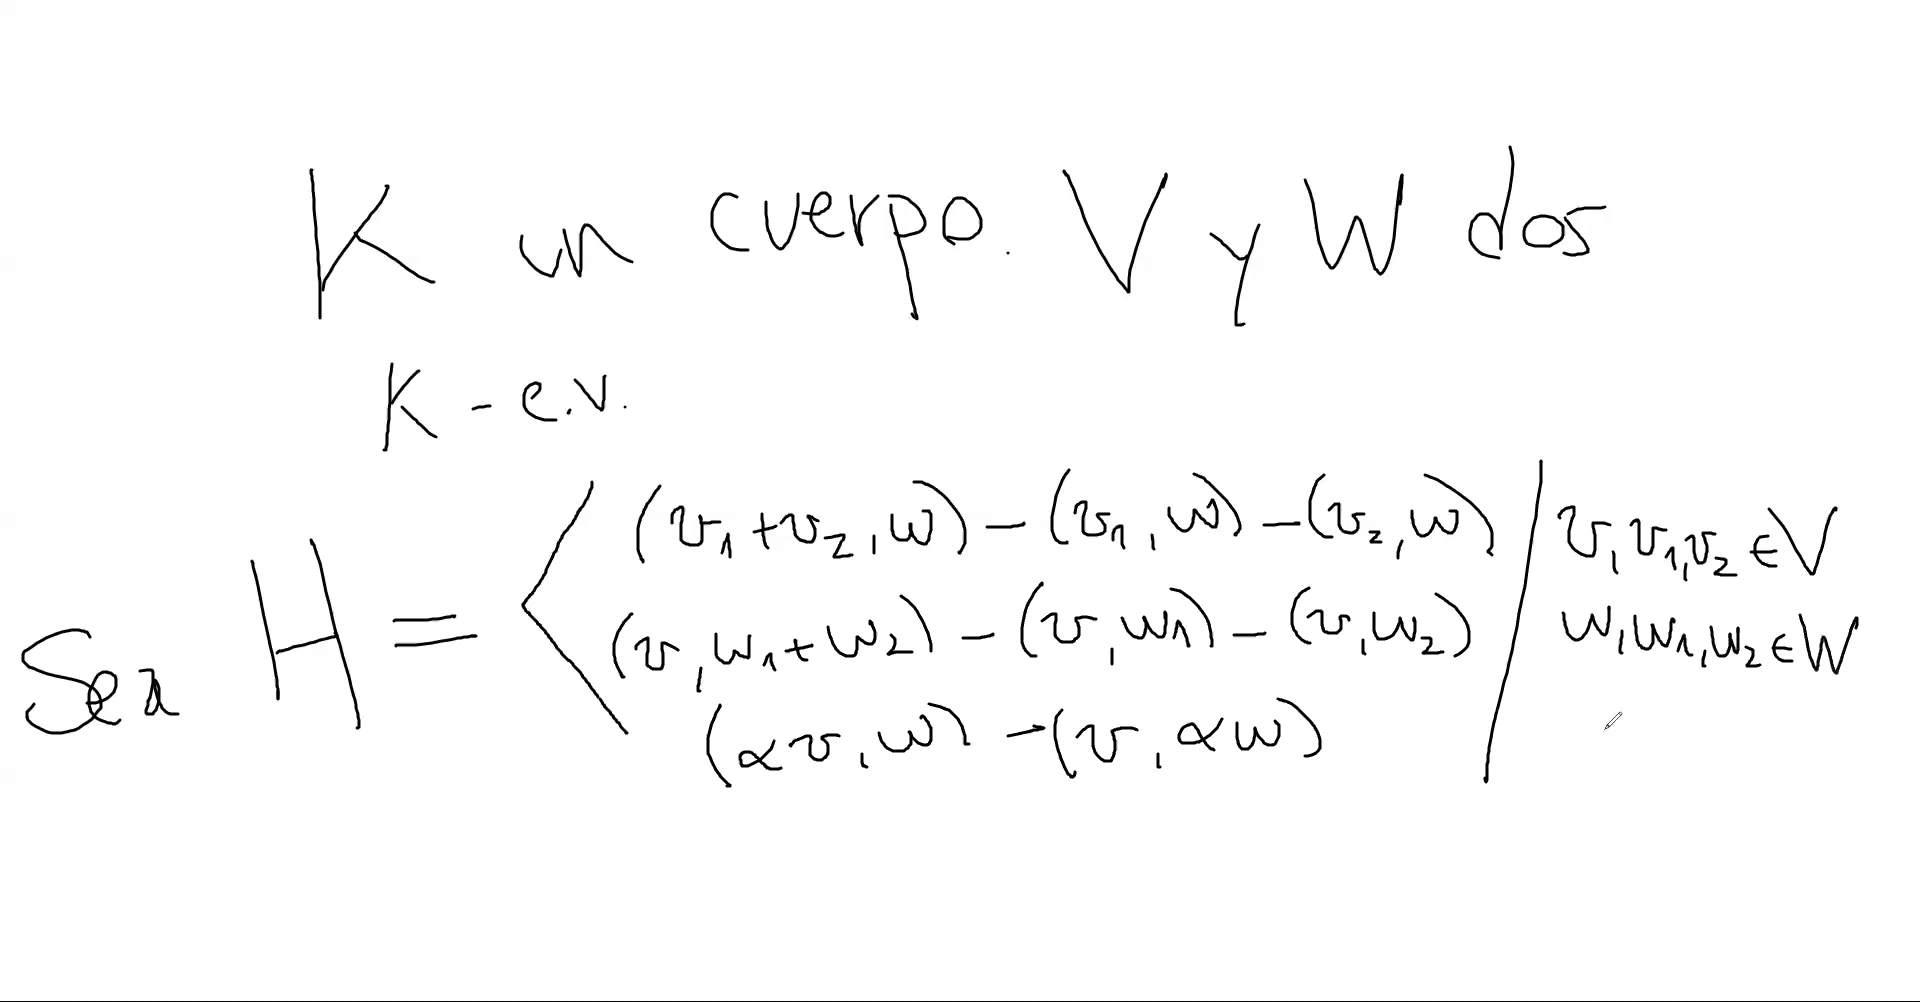 K un cuerpo. V y W dos
K - e.v.
Sea H = < (v₁+v₂,w) - (v₁,w) - (v₂,w) / v,v₁,v₂ ∈ V
(v,w₁+w₂) - (v,w₁) - (v,w₂) w,w₁,w₂ ∈ W
(αv,w) - (v,αw)